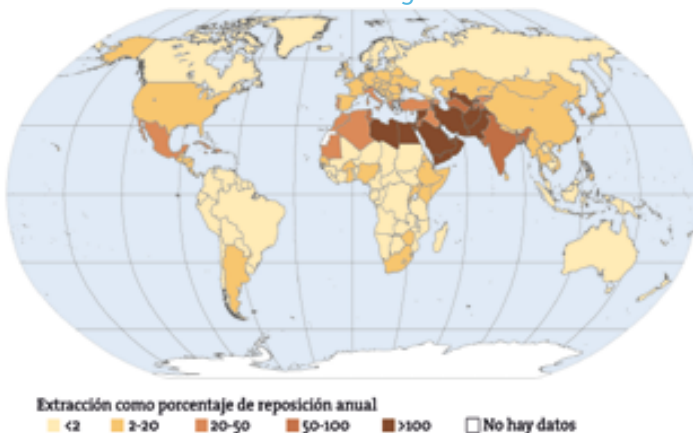 Extracción como porcentaje de reposición anual
<2 2-20 20-50 50-100 >100 No hay datos